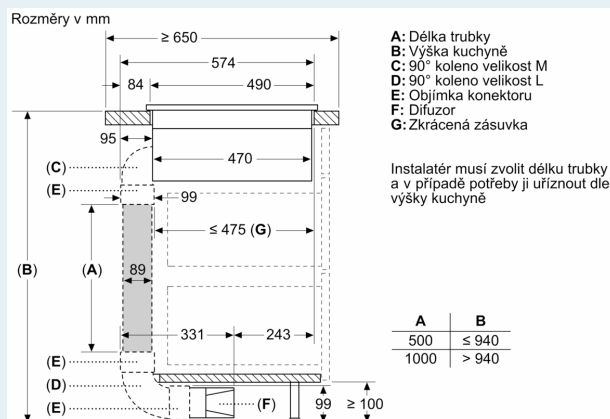 Rozměry v mm
≥ 650
574
84
490
95
470
(C)
(E)
99
≤ 475 (G)
(B)
(A)
89
331
243
(E)
(D)
(E)
(F)
99
≥ 100
A: Délka trubky
B: Výška kuchyně
C: 90° koleno velikost M
D: 90° koleno velikost L
E: Objímka konektoru
F: Difuzor
G: Zkrácená zásuvka
Instalatér musí zvolit délku trubky
a v případě potřeby ji uříznout dle
výšky kuchyně
A B
500 ≤ 940
1000 > 940